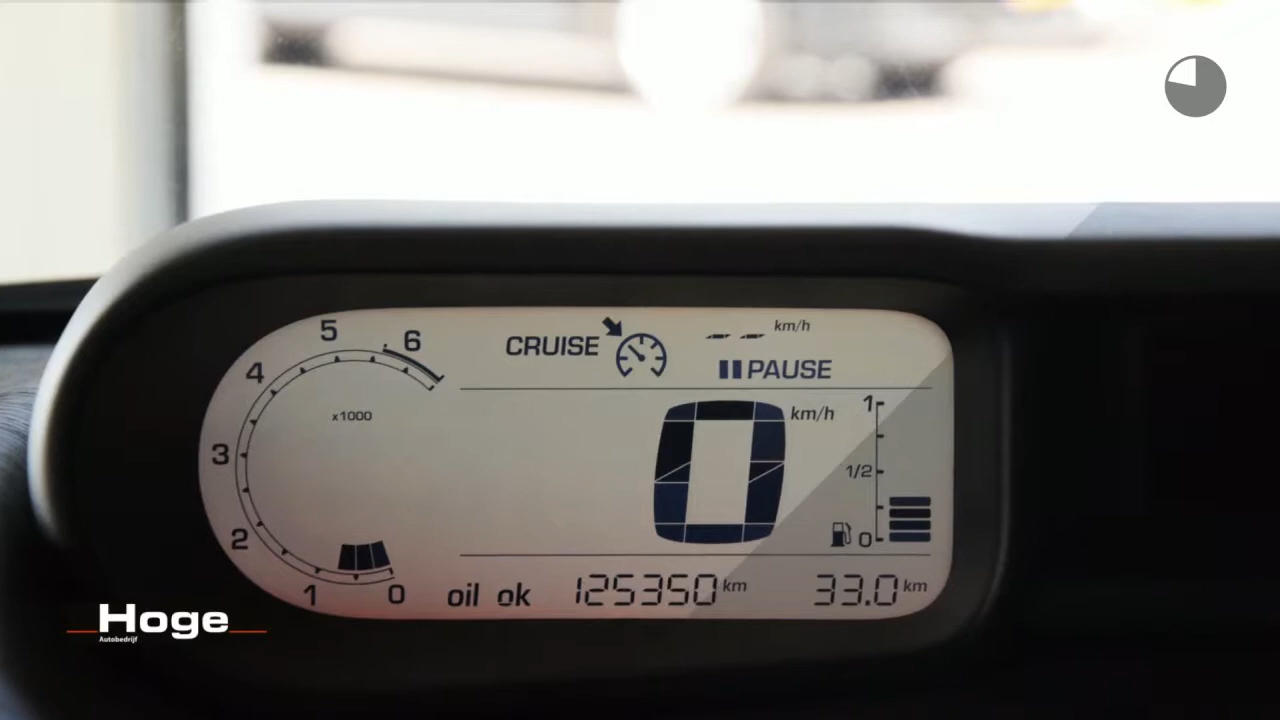 5
6
4
x1000
3
2
1
0
CRUISE
-- km/h
PAUSE
0 km/h
1
1/2
0
oil ok 125350 km 33.0 km
Hoge
Autobedrijf